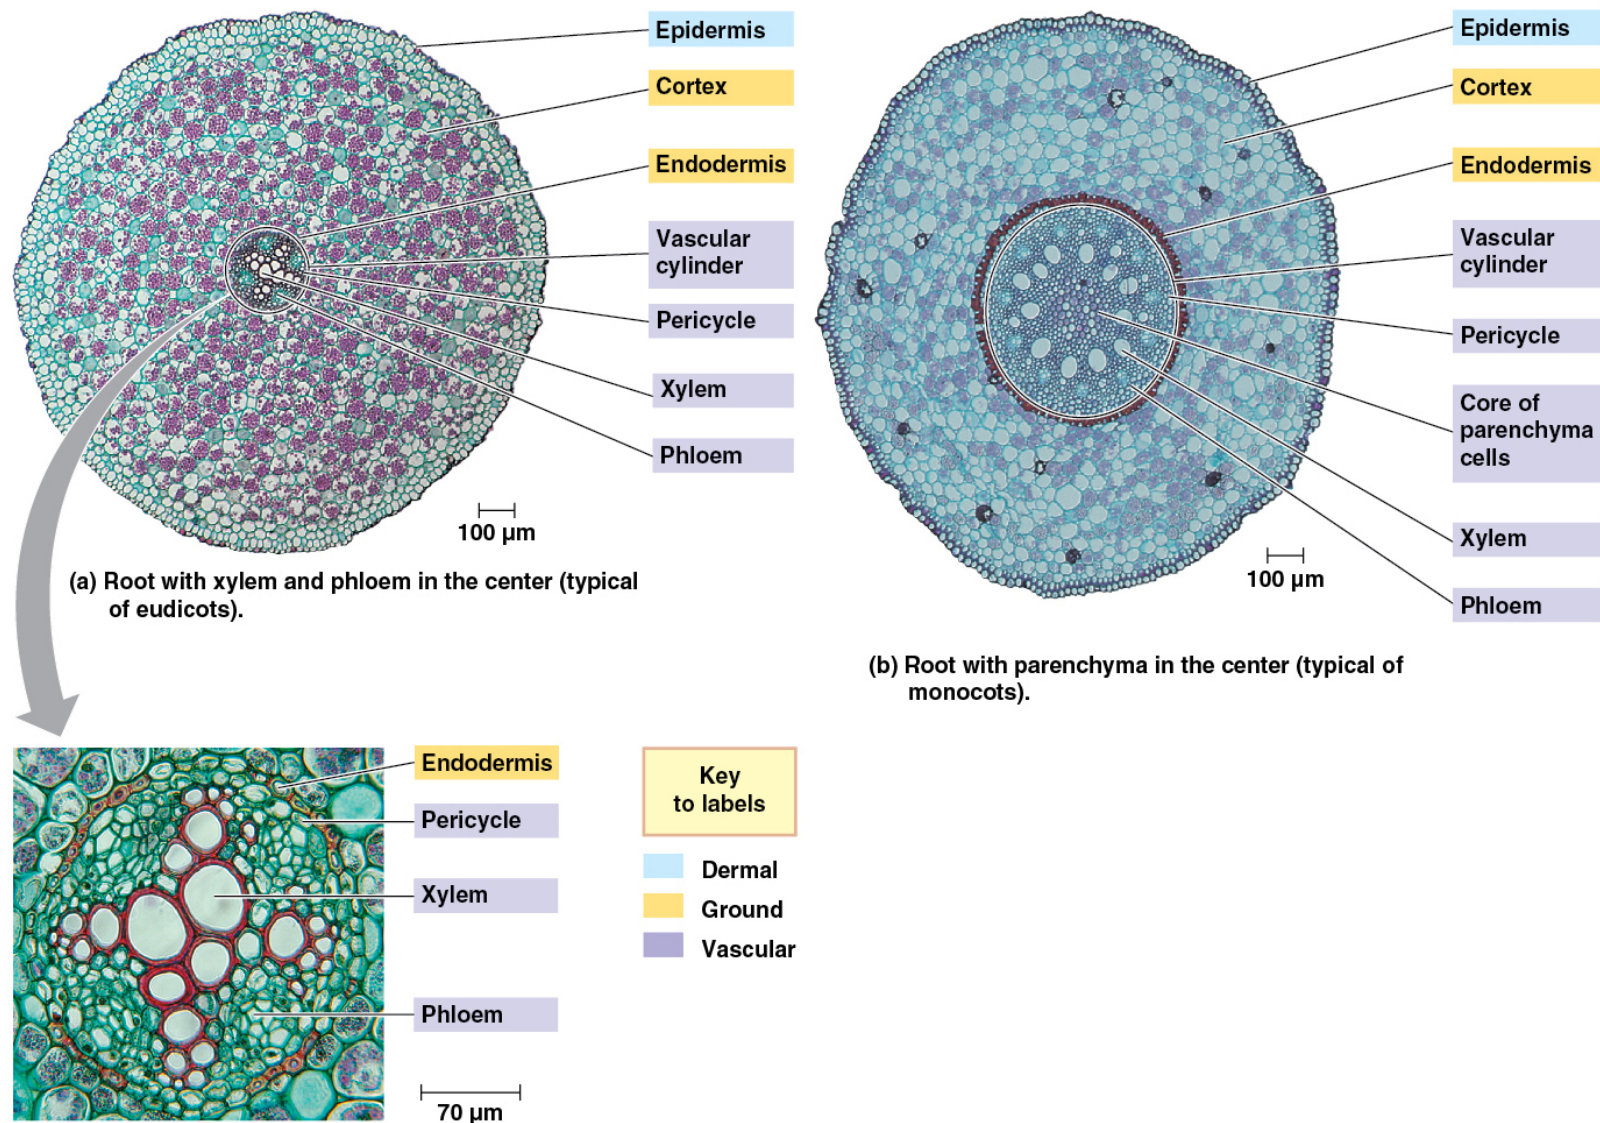 Epidermis
Cortex
Endodermis
Vascular
cylinder
Pericycle
Xylem
Phloem
100 µm
(a) Root with xylem and phloem in the center (typical
of eudicots).
Epidermis
Cortex
Endodermis
Vascular
cylinder
Pericycle
Core of
parenchyma
cells
Xylem
Phloem
100 µm
(b) Root with parenchyma in the center (typical of
monocots).
Endodermis
Pericycle
Xylem
Phloem
70 µm
Key
to labels
Dermal
Ground
Vascular